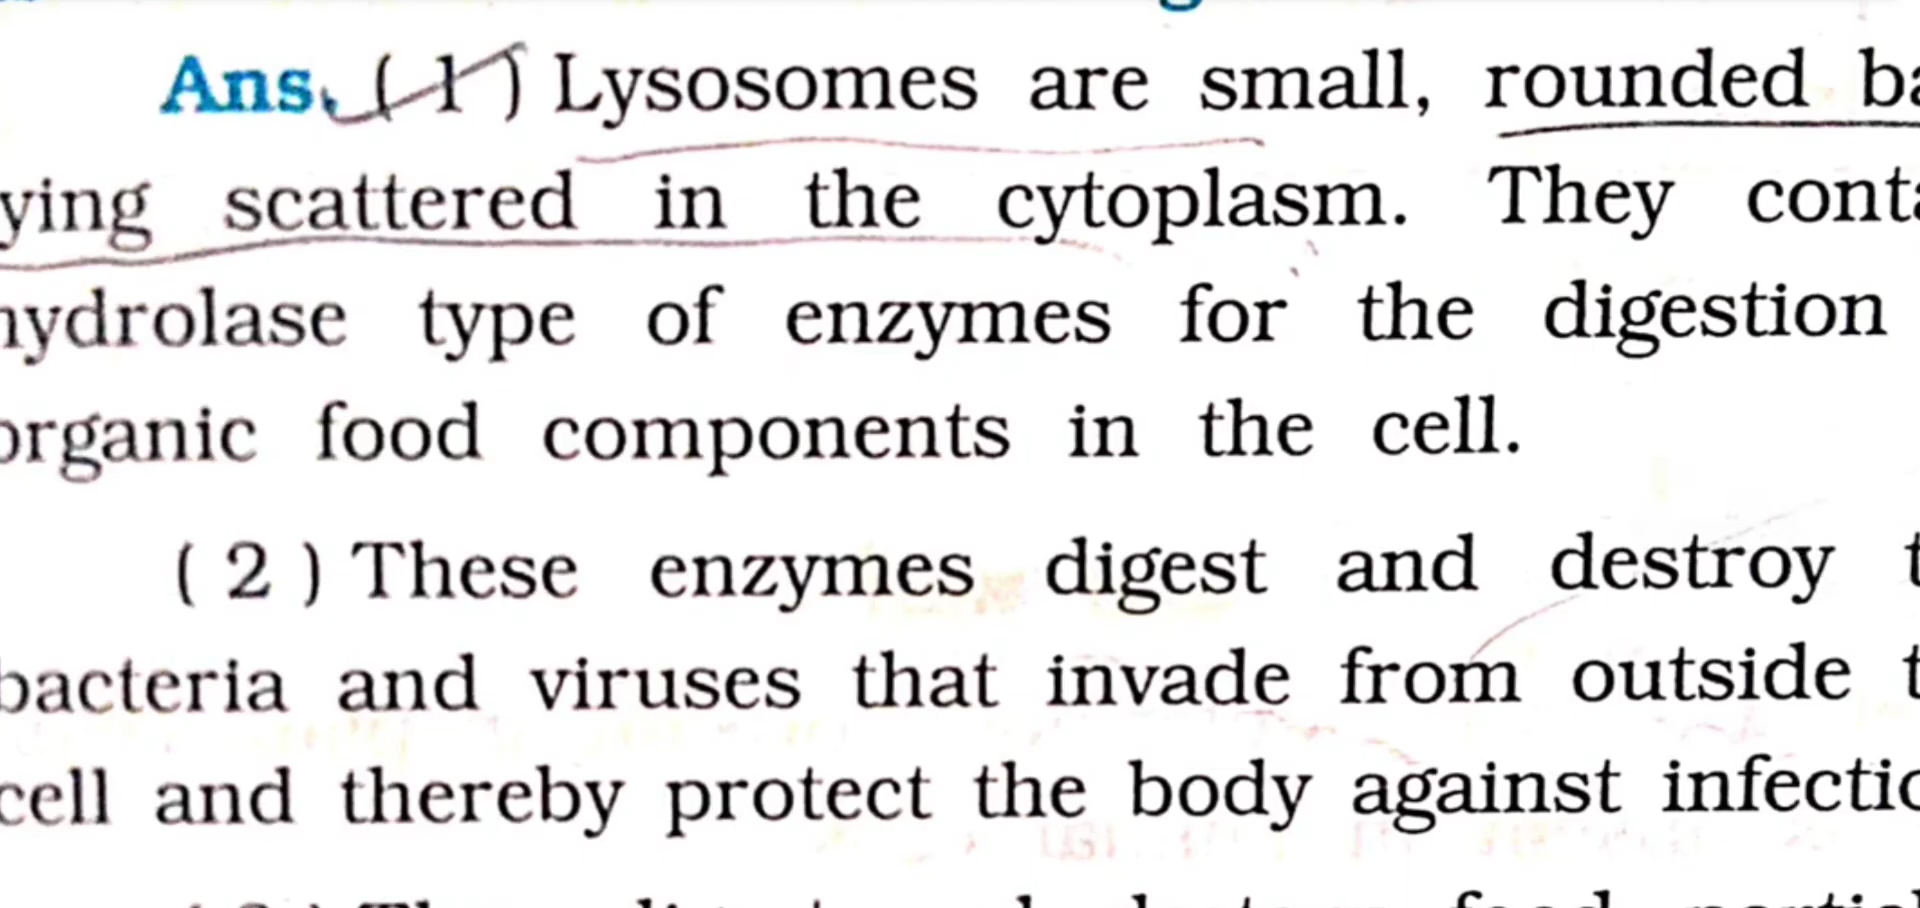 Ans. (1) Lysosomes are small, rounded
ying scattered in the cytoplasm. They
hydrolase type of enzymes for the digestion
organic food components in the cell.
( 2 ) These enzymes digest and destroy
bacteria and viruses that invade from outside
cell and thereby protect the body against